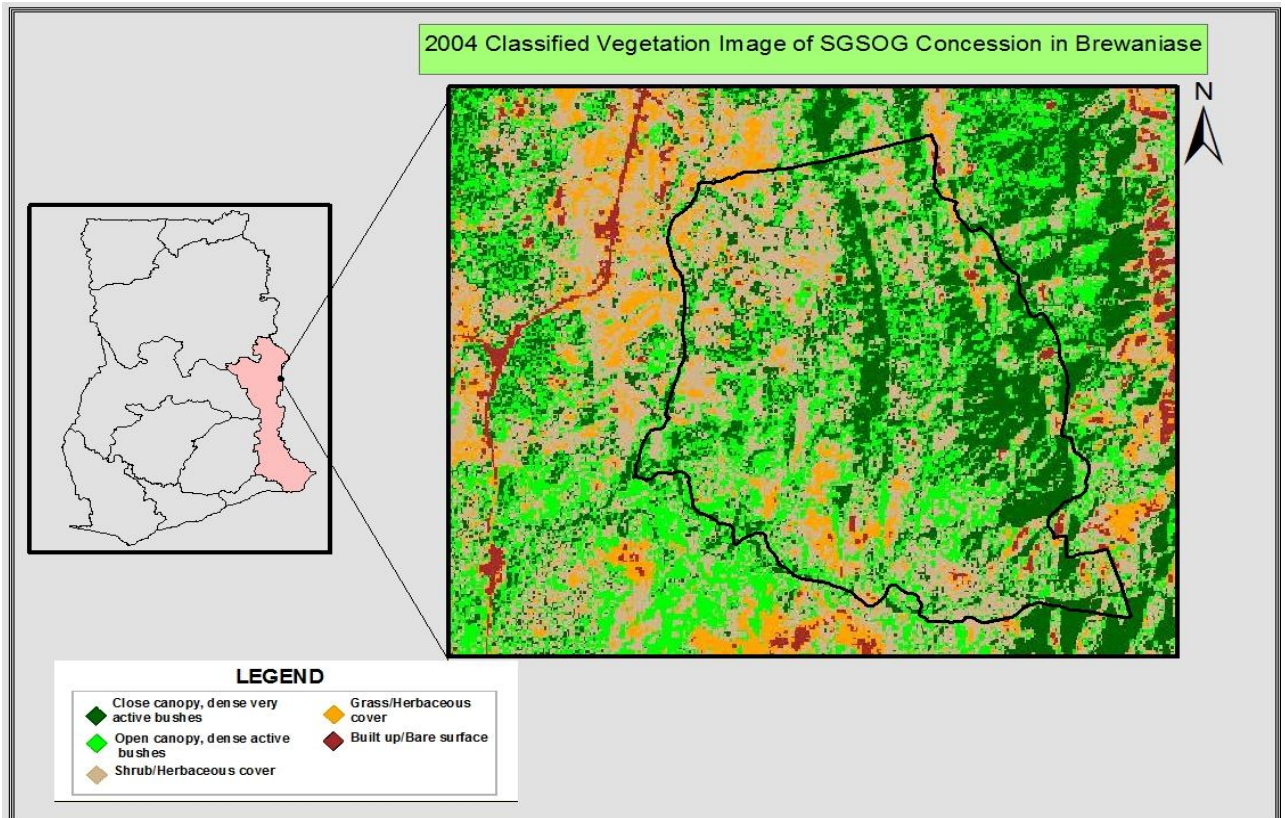 2004 Classified Vegetation Image of SGSOG Concession in Brewaniase
N
LEGEND
Close canopy, dense very
active bushes
Open canopy, dense active
bushes
Shrub/Herbaceous cover
Grass/Herbaceous
cover
Built up/Bare surface